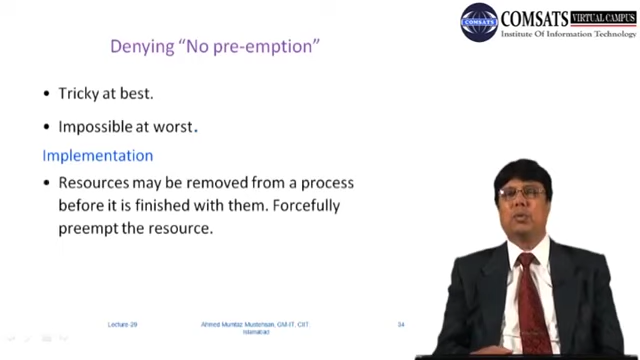 COMSATS VIRTUAL CAMPUS
Institute Of Information Technology
Denying “No pre-emption”
• Tricky at best.
• Impossible at worst.
Implementation
• Resources may be removed from a process
before it is finished with them. Forcefully
preempt the resource.
Lecture-29 Ahmed Mumtaz Mustehsan, GM-IT, CIIT 34
Islamabad